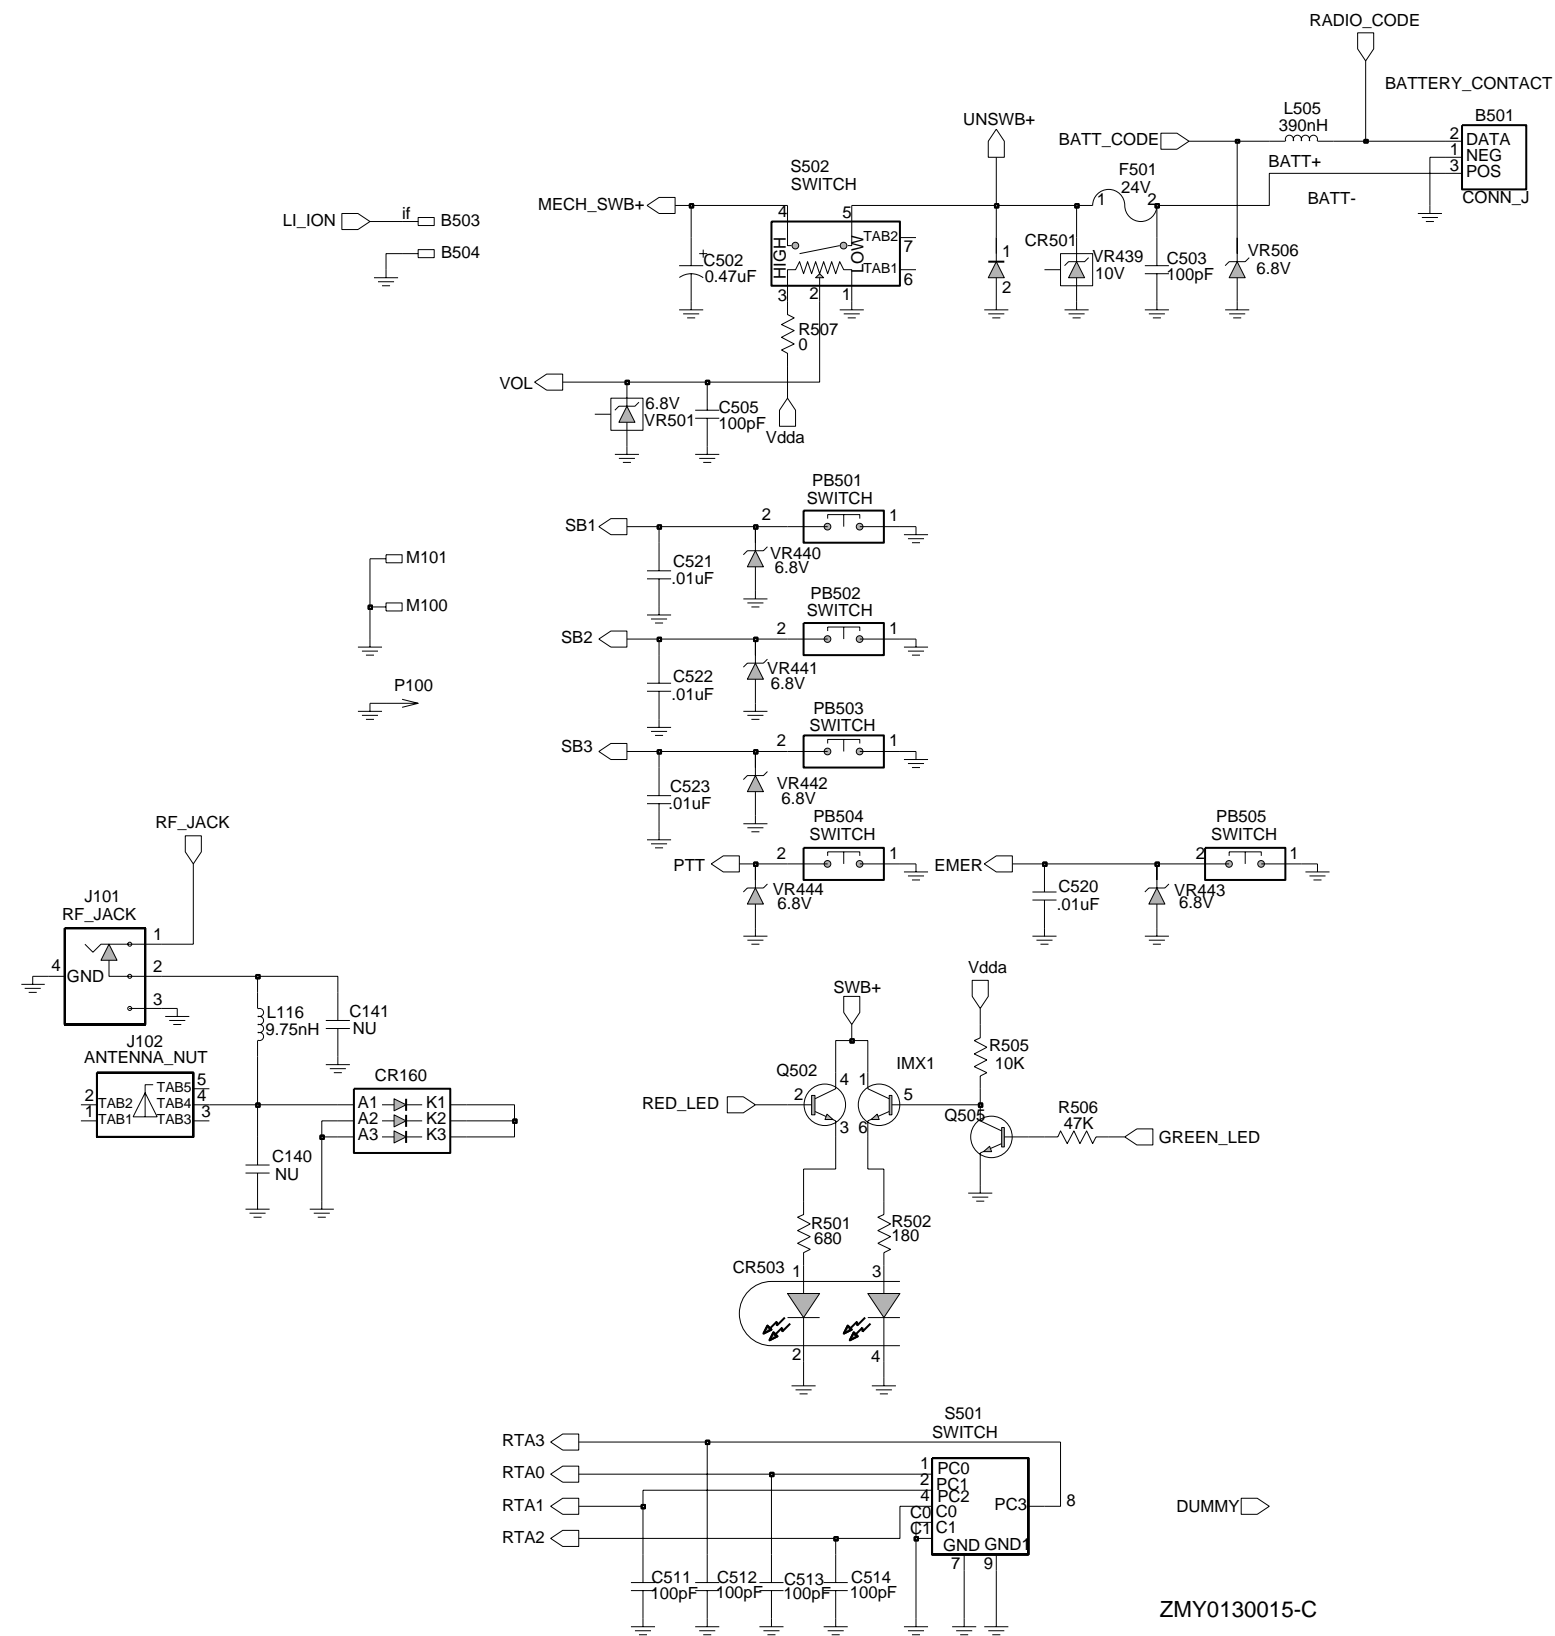 RADIO_CODE
BATTERY_CONTACT
L505
390nH
B501
UNSWB+
BATT_CODE
2
DATA
1
NEG
3
POS
CONN_J
BATT+
BATT-
F501
24V
1
2
S502
SWITCH
MECH_SWB+
4
5
HIGH
LOW
TAB2
7
TAB1
6
3
2
1
+
C502
0.47uF
LI_ION
if
B503
B504
1
2
CR501
VR439
10V
C503
100pF
VR506
6.8V
R507
0
VOL
6.8V
VR501
C505
100pF
Vdda
PB501
SWITCH
SB1
2
1
C521
.01uF
VR440
6.8V
M101
M100
PB502
SWITCH
SB2
2
1
C522
.01uF
VR441
6.8V
P100
PB503
SWITCH
SB3
2
1
C523
.01uF
VR442
6.8V
PB504
SWITCH
PTT
2
1
VR444
6.8V
PB505
SWITCH
EMER
2
1
C520
.01uF
VR443
6.8V
RF_JACK
J101
RF_JACK
1
4
GND
2
3
L116
9.75nH
C141
NU
J102
ANTENNA_NUT
2
TAB2
1
TAB1
TAB5
5
TAB4
4
TAB3
3
CR160
A1
K1
A2
K2
A3
K3
C140
NU
SWB+
Vdda
R505
10K
Q502
IMX1
4
1
RED_LED
2
5
3
6
Q505
R506
47K
GREEN_LED
R501
680
R502
180
CR503
1
3
2
4
S501
SWITCH
RTA3
RTA0
RTA1
RTA2
1
PC0
2
PC1
4
PC2
C0
C0
C1
C1
PC3
8
GND
GND1
7
9
C511
100pF
C512
100pF
C513
100pF
C514
100pF
DUMMY
ZMY0130015-C